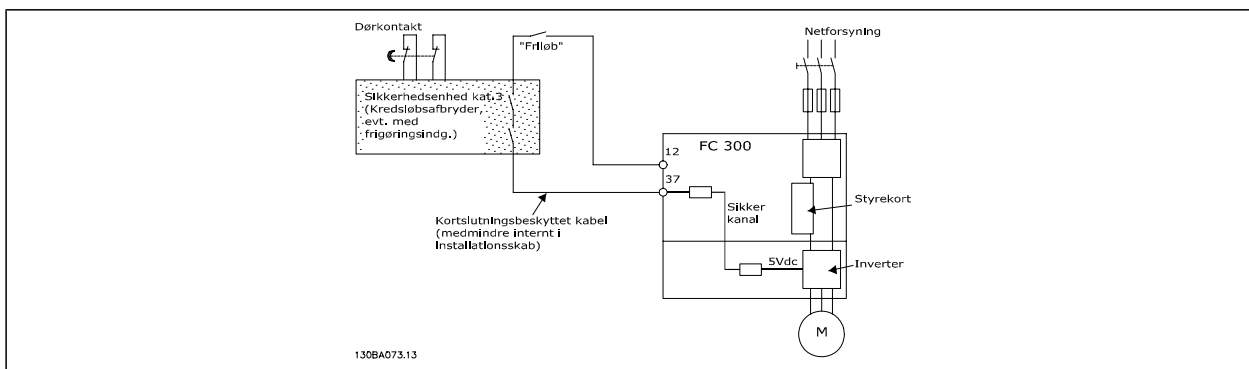 Dørkontakt
"Friløb"
Netforsyning
Sikkerhedsenhed kat.3
(Kredsløbsafbryder,
evt. med
frigøringsindg.)
12
FC 300
37
Sikker
kanal
Styrekort
Kortslutningsbeskyttet kabel
(medmindre internt i
installationsskab)
5Vdc
Inverter
M
130BA073.13